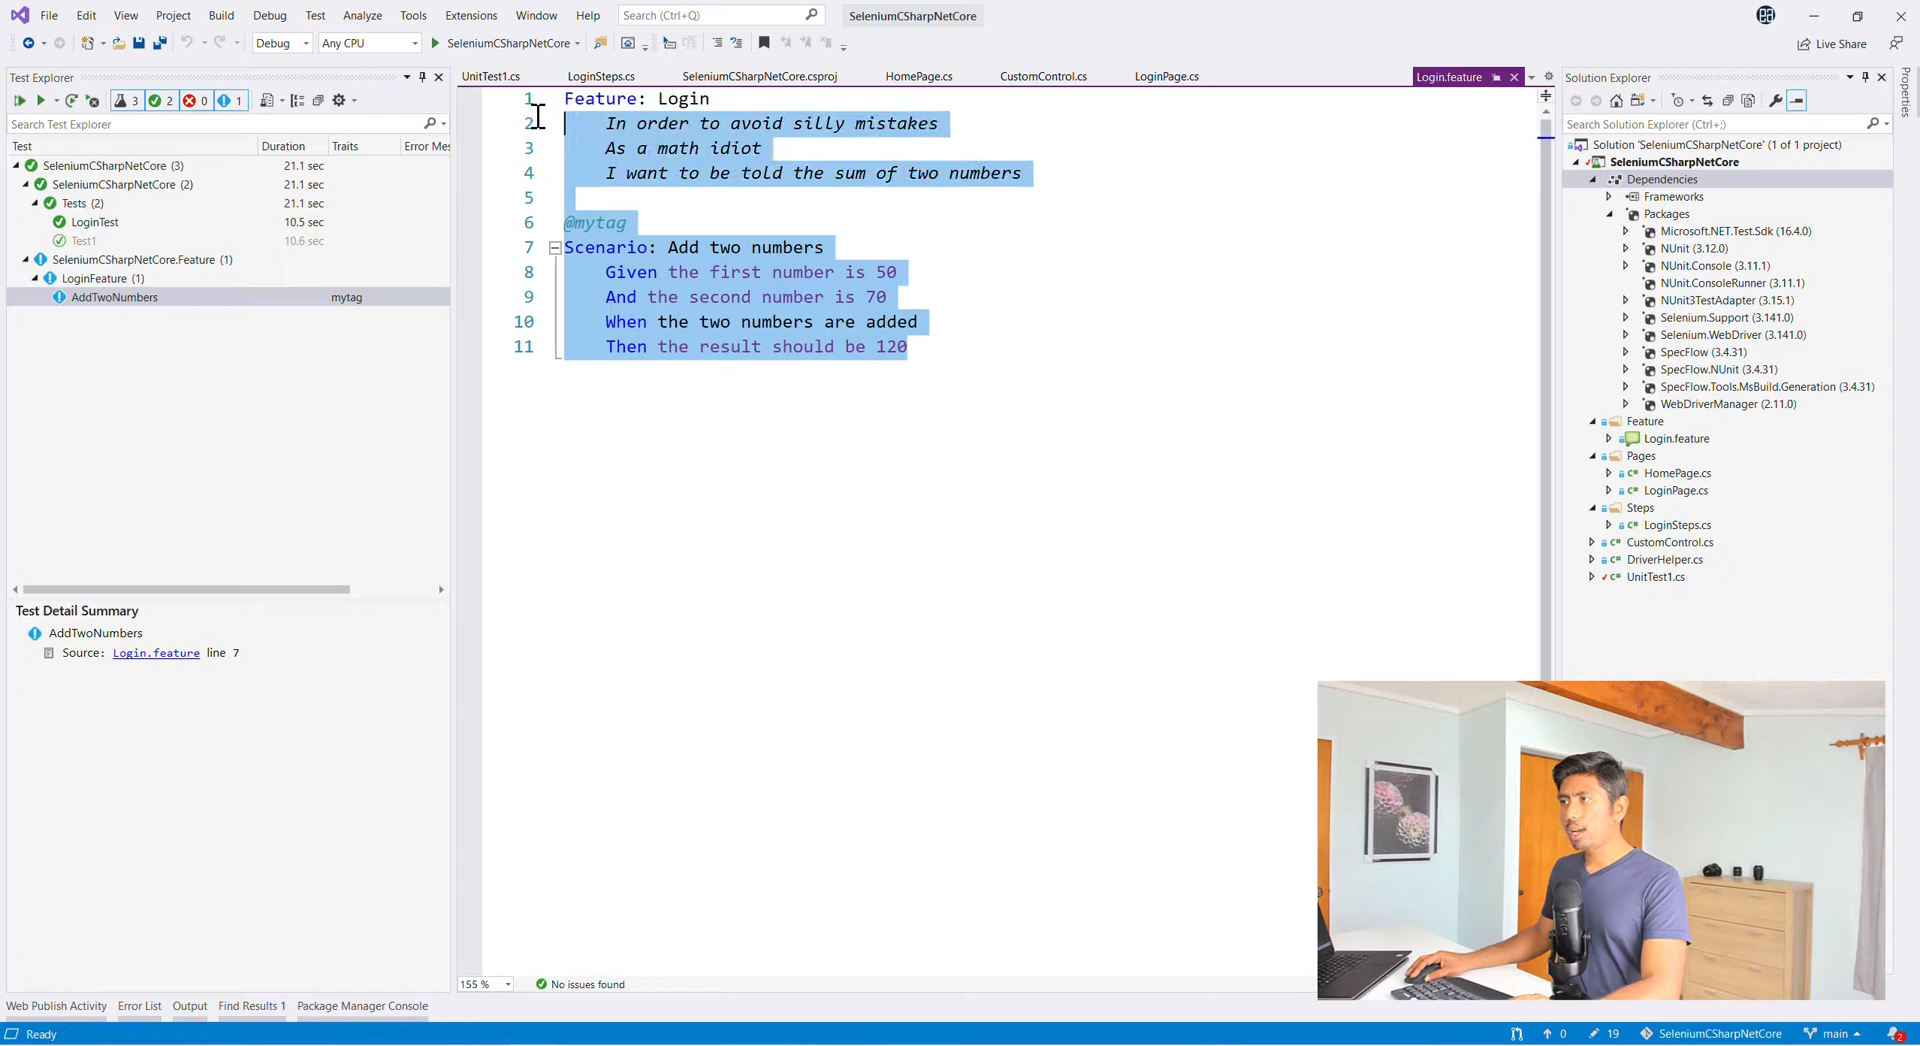 File Edit View Project Build Debug Test Analyze Tools Extensions Window Help Search (Ctrl+Q) SeleniumCSharpNetCore
Debug Any CPU SeleniumCSharpNetCore Live Share
Test Explorer
3 2 0 1
Search Test Explorer
Test Duration Traits Error Mes
SeleniumCSharpNetCore (3) 21.1 sec
SeleniumCSharpNetCore (2) 21.1 sec
Tests (2) 21.1 sec
LoginTest 10.5 sec
Test1 10.6 sec
SeleniumCSharpNetCore.Feature (1)
LoginFeature (1)
AddTwoNumbers mytag
Test Detail Summary
AddTwoNumbers
Source: Login.feature line 7
UnitTest1.cs LoginSteps.cs SeleniumCSharpNetCore.csproj HomePage.cs CustomControl.cs LoginPage.cs Login.feature
1 Feature: Login
2 In order to avoid silly mistakes
3 As a math idiot
4 I want to be told the sum of two numbers
5
6 @mytag
7 Scenario: Add two numbers
8 Given the first number is 50
9 And the second number is 70
10 When the two numbers are added
11 Then the result should be 120
155 % No issues found
Solution Explorer
Search Solution Explorer (Ctrl+;)
Solution 'SeleniumCSharpNetCore' (1 of 1 project)
SeleniumCSharpNetCore
Dependencies
Frameworks
Packages
Microsoft.NET.Test.Sdk (16.4.0)
NUnit (3.12.0)
NUnit.Console (3.11.1)
NUnit.ConsoleRunner (3.11.1)
NUnit3TestAdapter (3.15.1)
Selenium.Support (3.141.0)
Selenium.WebDriver (3.141.0)
SpecFlow (3.4.31)
SpecFlow.NUnit (3.4.31)
SpecFlow.Tools.MsBuild.Generation (3.4.31)
WebDriverManager (2.11.0)
Feature
Login.feature
Pages
HomePage.cs
LoginPage.cs
Steps
LoginSteps.cs
CustomControl.cs
DriverHelper.cs
UnitTest1.cs
Properties
Web Publish Activity Error List Output Find Results 1 Package Manager Console
Ready 0 19 SeleniumCSharpNetCore main 2